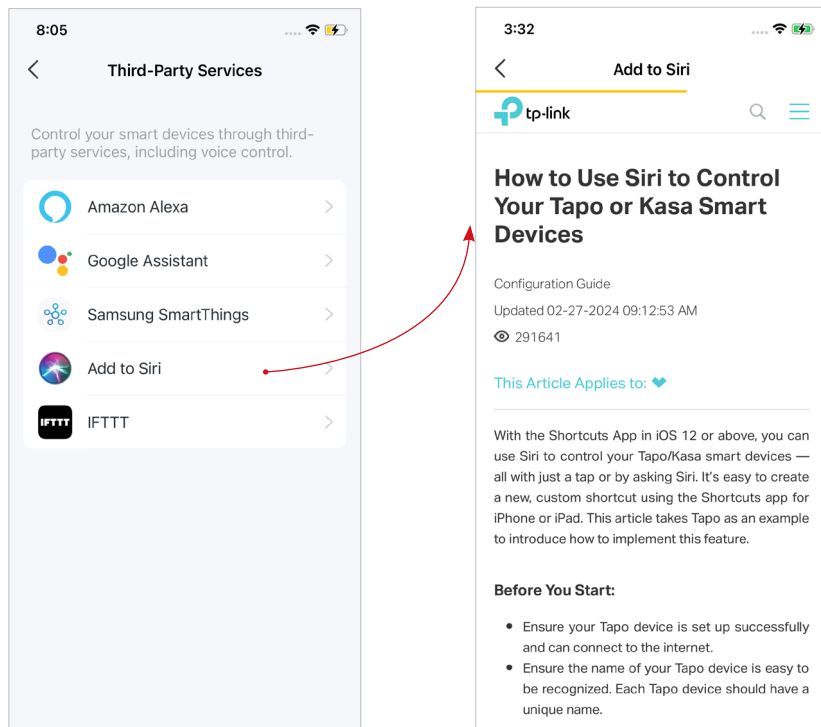 8:05
Third-Party Services
Control your smart devices through third-
party services, including voice control.
Amazon Alexa
Google Assistant
Samsung SmartThings
Add to Siri
IFTTT
IFTTT
3:32
Add to Siri
tp-link
How to Use Siri to Control
Your Tapo or Kasa Smart
Devices
Configuration Guide
Updated 02-27-2024 09:12:53 AM
291641
This Article Applies to:
With the Shortcuts App in iOS 12 or above, you can
use Siri to control your Tapo/Kasa smart devices —
all with just a tap or by asking Siri. It's easy to create
a new, custom shortcut using the Shortcuts app for
iPhone or iPad. This article takes Tapo as an example
to introduce how to implement this feature.
Before You Start:
• Ensure your Tapo device is set up successfully
and can connect to the internet.
• Ensure the name of your Tapo device is easy to
be recognized. Each Tapo device should have a
unique name.